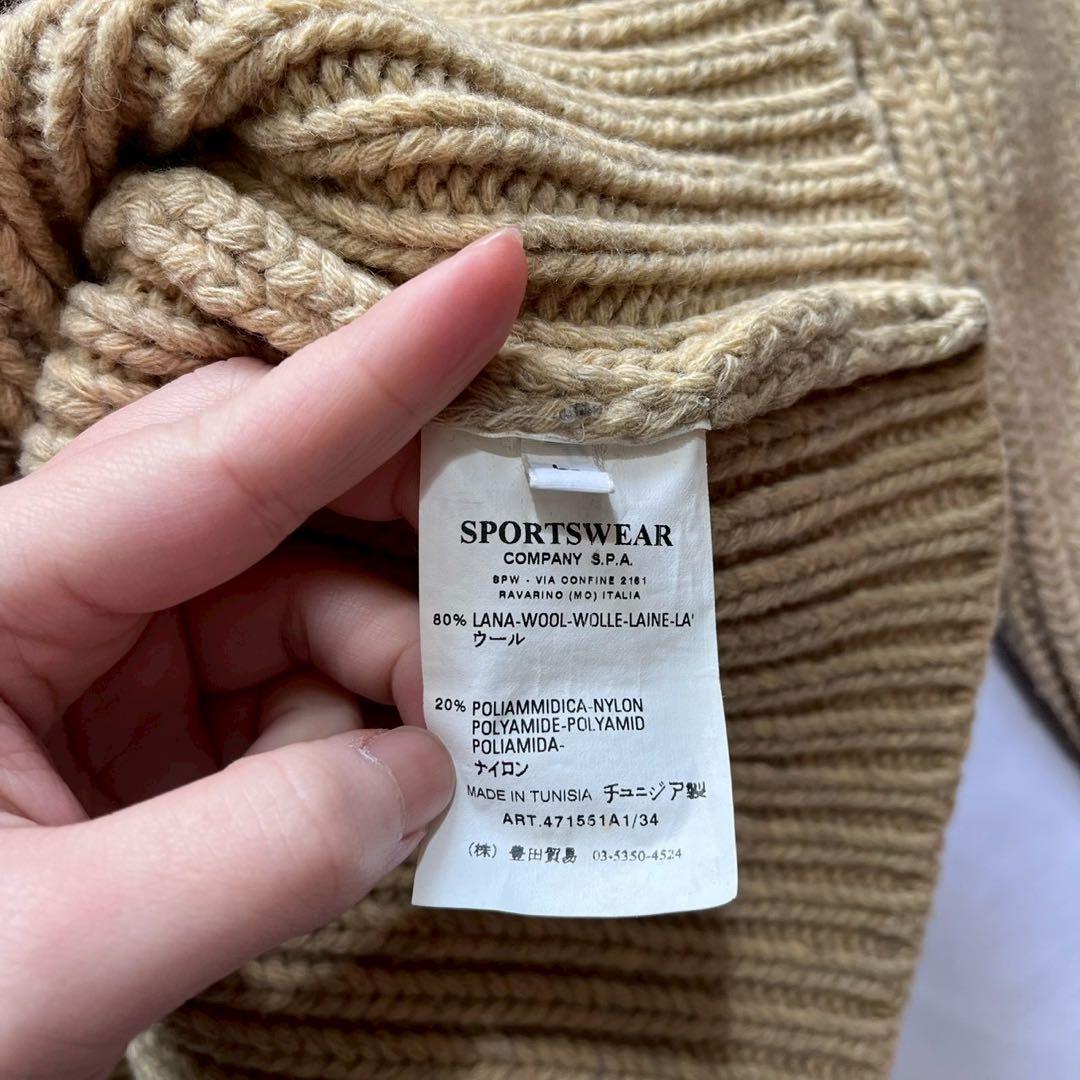 SPORTSWEAR
COMPANY S.P.A.
SPW - VIA CONFINE 2161
RAVARINO (MO) ITALIA
80% LANA-WOOL-WOLLE-LAINE-LA'
ウール
20% POLIAMMIDICA-NYLON
POLYAMIDE-POLYAMID
POLIAMIDA-
ナイロン
MADE IN TUNISIA チュニジア製
ART.471551A1/34
(株) 豊田貿易 03-5350-4524